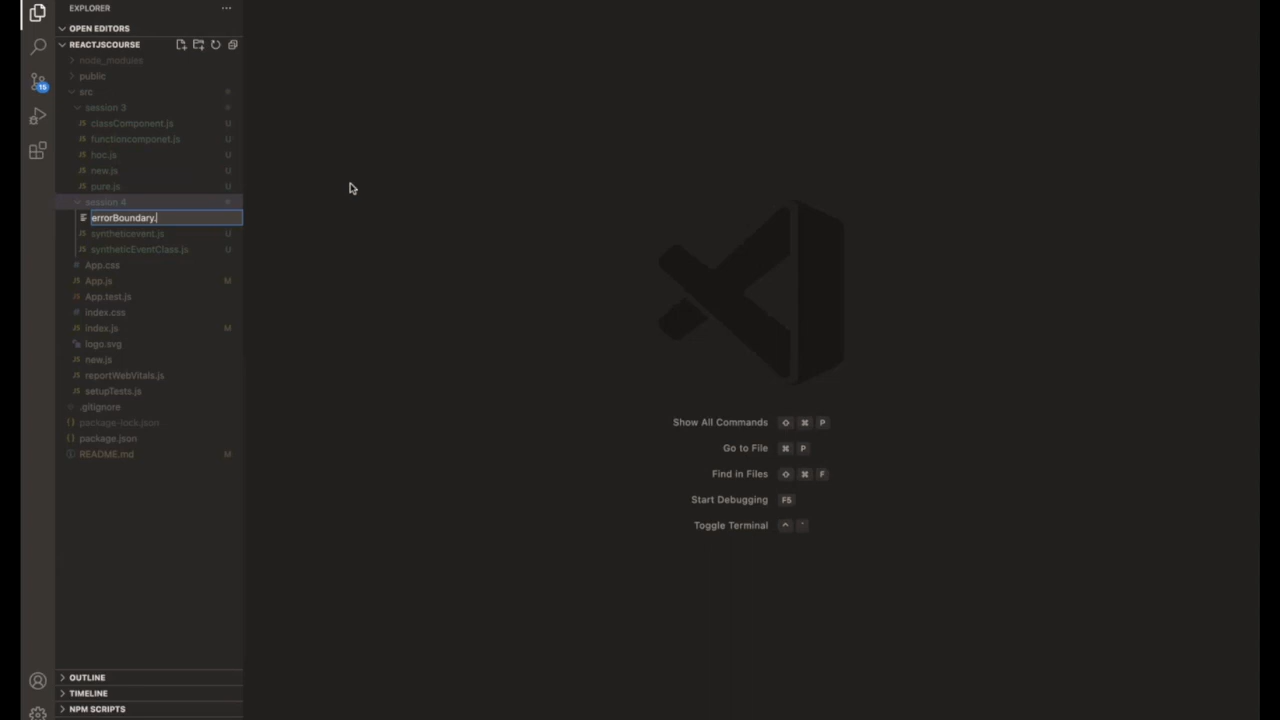 EXPLORER
OPEN EDITORS
REACTJSCOURSE
node_modules
public
src
session 3
classComponent.js U
functioncomponet.js U
hoc.js U
new.js U
pure.js U
session 4
errorBoundary.
syntheticevent.js U
syntheticEventClass.js U
App.css
App.js M
App.test.js
index.css
index.js M
logo.svg
new.js
reportWebVitals.js
setupTests.js
.gitignore
package-lock.json
package.json
README.md M
OUTLINE
TIMELINE
NPM SCRIPTS
15
Show All Commands ⇧ ⌘ P
Go to File ⌘ P
Find in Files ⇧ ⌘ F
Start Debugging F5
Toggle Terminal ^ `